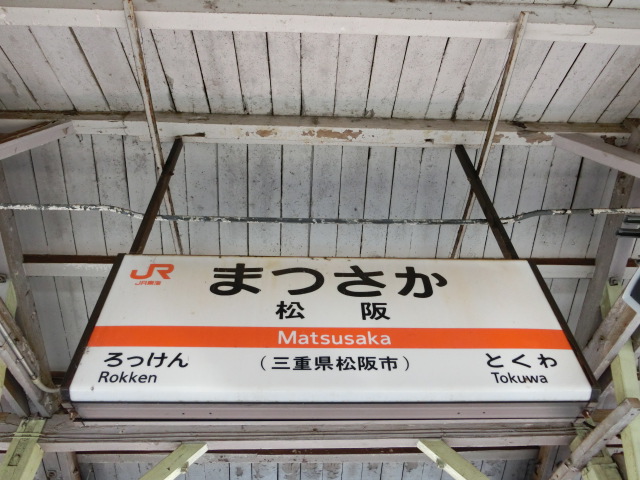 JR
JR東海
まつさか
松阪
Matsusaka
ろっけん
Rokken
（三重県松阪市）
とくわ
Tokuwa